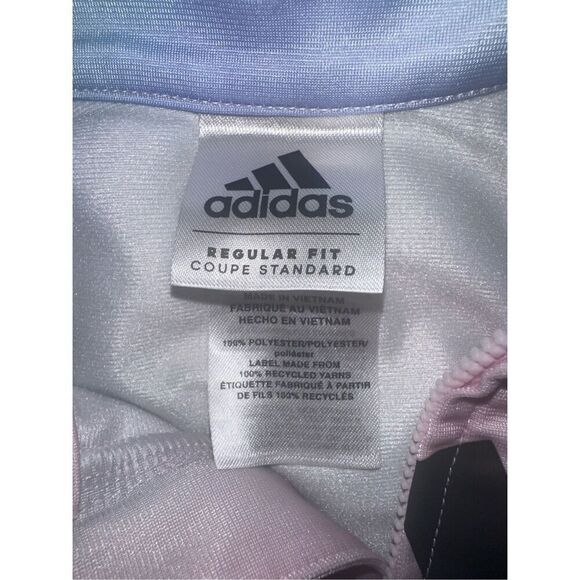 adidas
REGULAR FIT
COUPE STANDARD
MADE IN VIETNAM
FABRIQUÉ AU VIETNAM
HECHO EN VIETNAM
100% POLYESTER/POLYESTER/
poliéster
LABEL MADE FROM
100% RECYCLED YARNS
ÉTIQUETTE FABRIQUÉ À PARTIR
DE FILS 100% RECYCLÉS